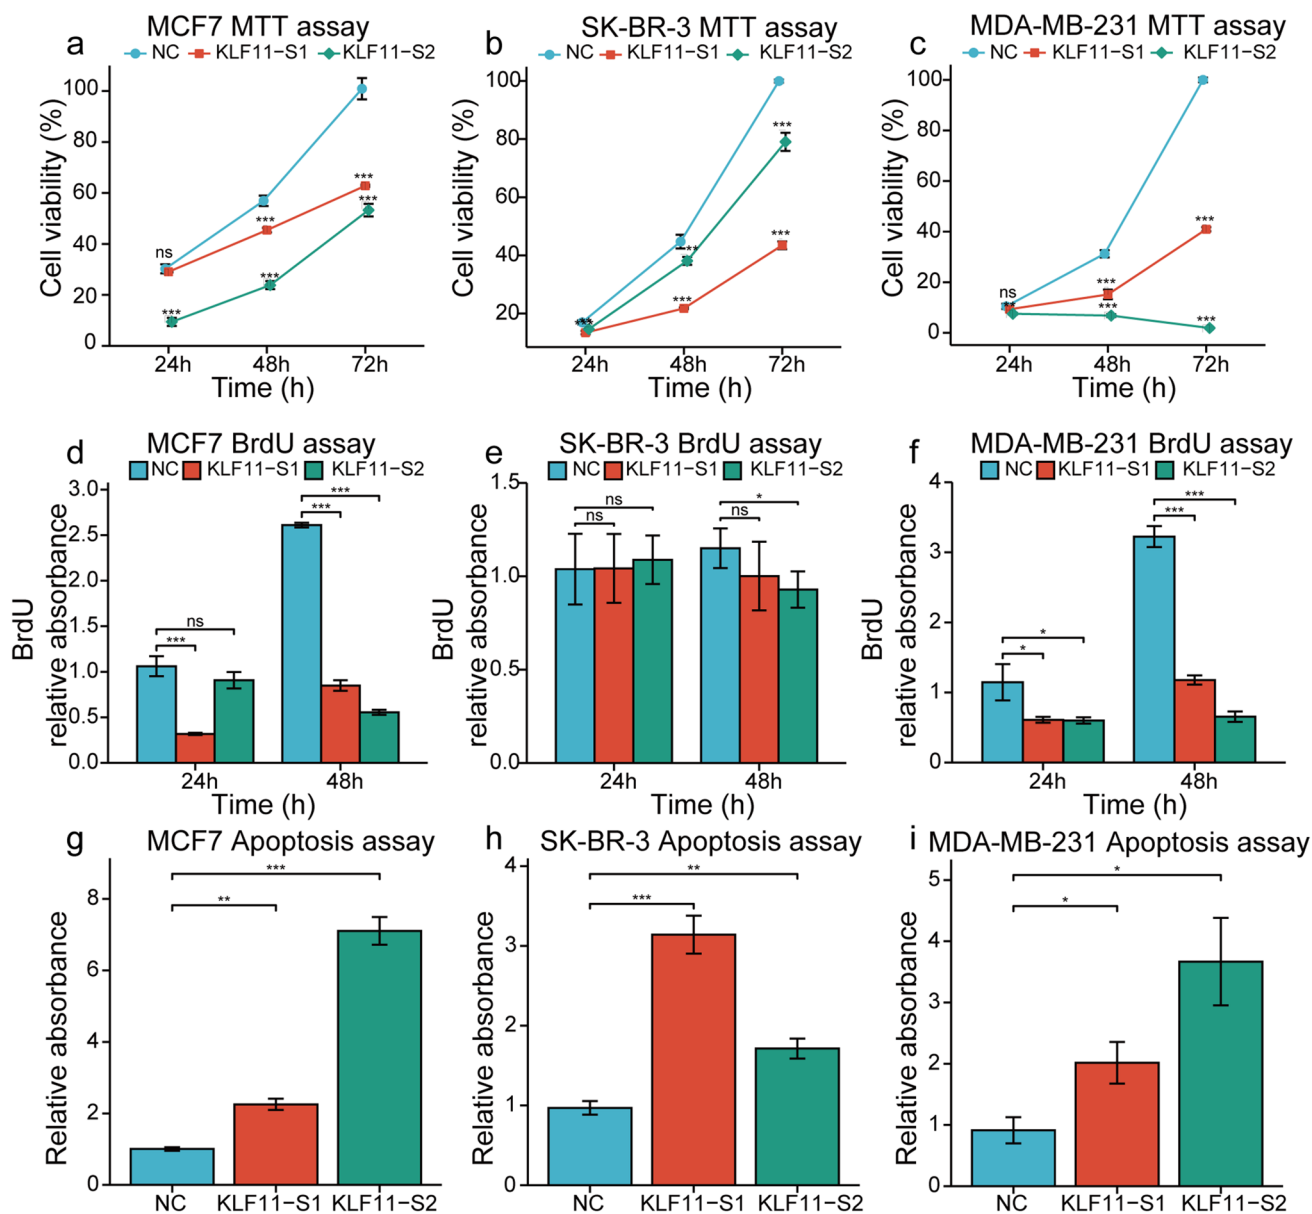 a
MCF7 MTT assay
NC KLF11−S1 KLF11−S2
Cell viability (%)
100
80
60
40
20
0
ns
***
***
***
***
***
24h 48h 72h
Time (h)
b
SK-BR-3 MTT assay
NC KLF11−S1 KLF11−S2
Cell viability (%)
100
80
60
40
20
***
***
**
***
***
24h 48h 72h
Time (h)
c
MDA-MB-231 MTT assay
NC KLF11−S1 KLF11−S2
Cell viability (%)
100
80
60
40
20
0
ns
**
***
***
***
***
24h 48h 72h
Time (h)
d
MCF7 BrdU assay
NC KLF11−S1 KLF11−S2
BrdU
relative absorbance
3.0
2.5
2.0
1.5
1.0
0.5
0.0
ns
***
***
***
24h 48h
Time (h)
e
SK-BR-3 BrdU assay
NC KLF11−S1 KLF11−S2
BrdU
relative absorbance
1.5
1.0
0.5
0.0
ns
ns
*
ns
24h 48h
Time (h)
f
MDA-MB-231 BrdU assay
NC KLF11−S1 KLF11−S2
BrdU
relative absorbance
4
3
2
1
0
*
*
***
***
24h 48h
Time (h)
g
MCF7 Apoptosis assay
Relative absorbance
8
6
4
2
0
***
**
NC KLF11−S1 KLF11−S2
h
SK-BR-3 Apoptosis assay
Relative absorbance
4
3
2
1
0
**
***
NC KLF11−S1 KLF11−S2
i
MDA-MB-231 Apoptosis assay
Relative absorbance
5
4
3
2
1
0
*
*
NC KLF11−S1 KLF11−S2